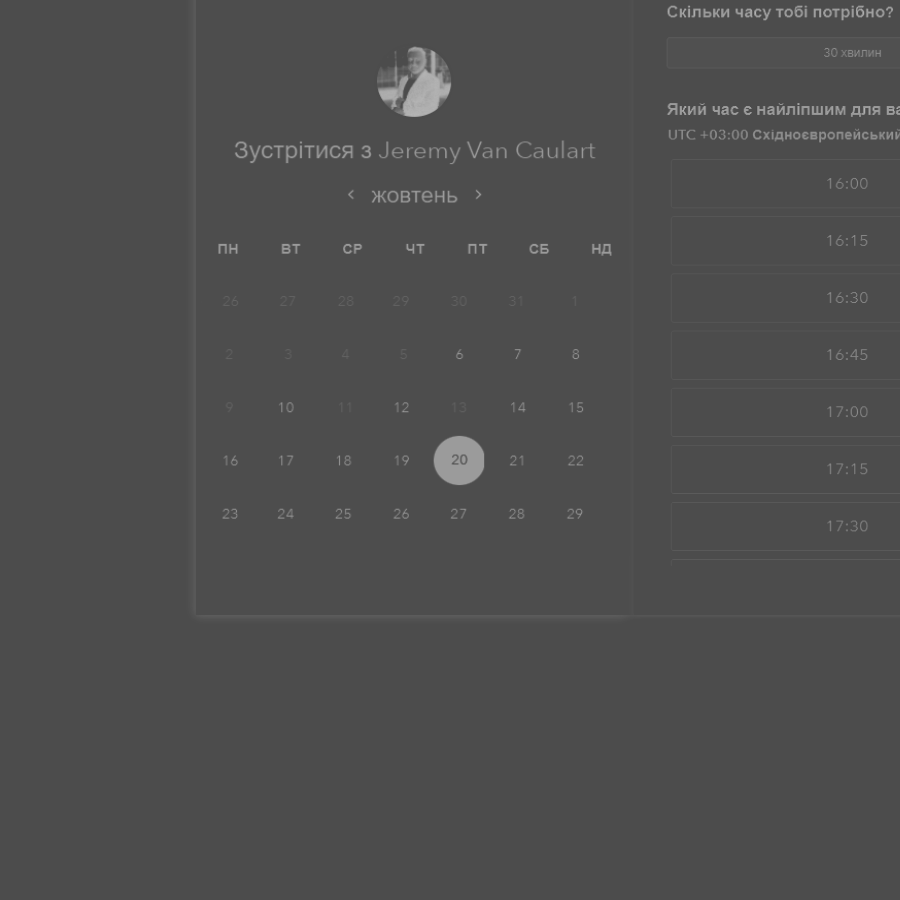 Зустрітися з Jeremy Van Caulart
жовтень
ПН ВТ СР ЧТ ПТ СБ НД
26 27 28 29 30 31 1
2 3 4 5 6 7 8
9 10 11 12 13 14 15
16 17 18 19 20 21 22
23 24 25 26 27 28 29
Скільки часу тобі потрібно?
30 хвилин
Який час є найліпшим для
UTC +03:00 Східноєвропейський
16:00
16:15
16:30
16:45
17:00
17:15
17:30